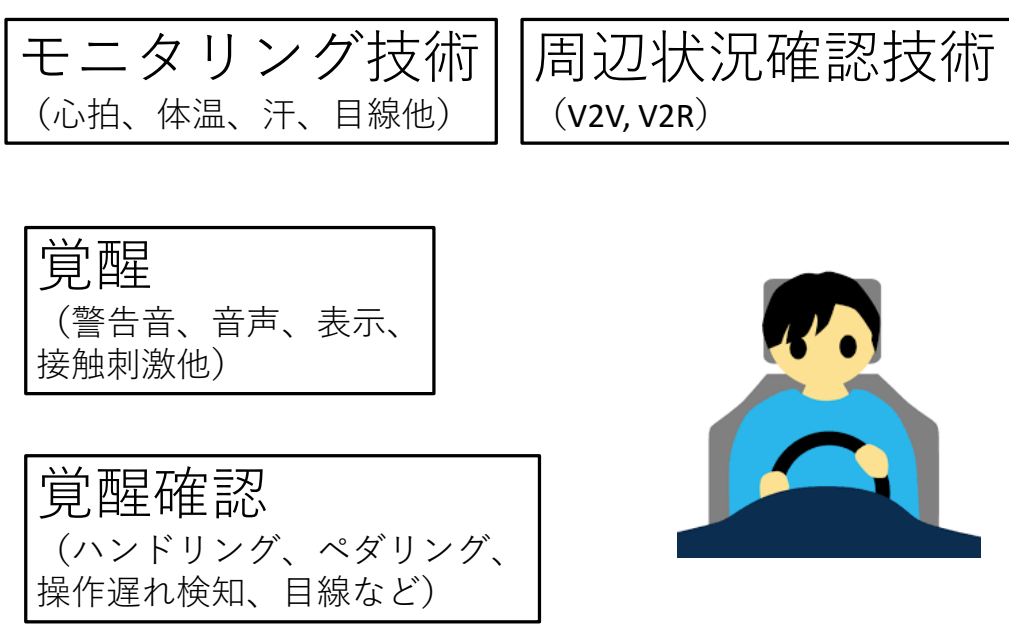 モニタリング技術
（心拍、体温、汗、目線他）
周辺状況確認技術
（V2V, V2R）
覚醒
（警告音、音声、表示、
接触刺激他）
覚醒確認
（ハンドリング、ペダリング、
操作遅れ検知、目線など）